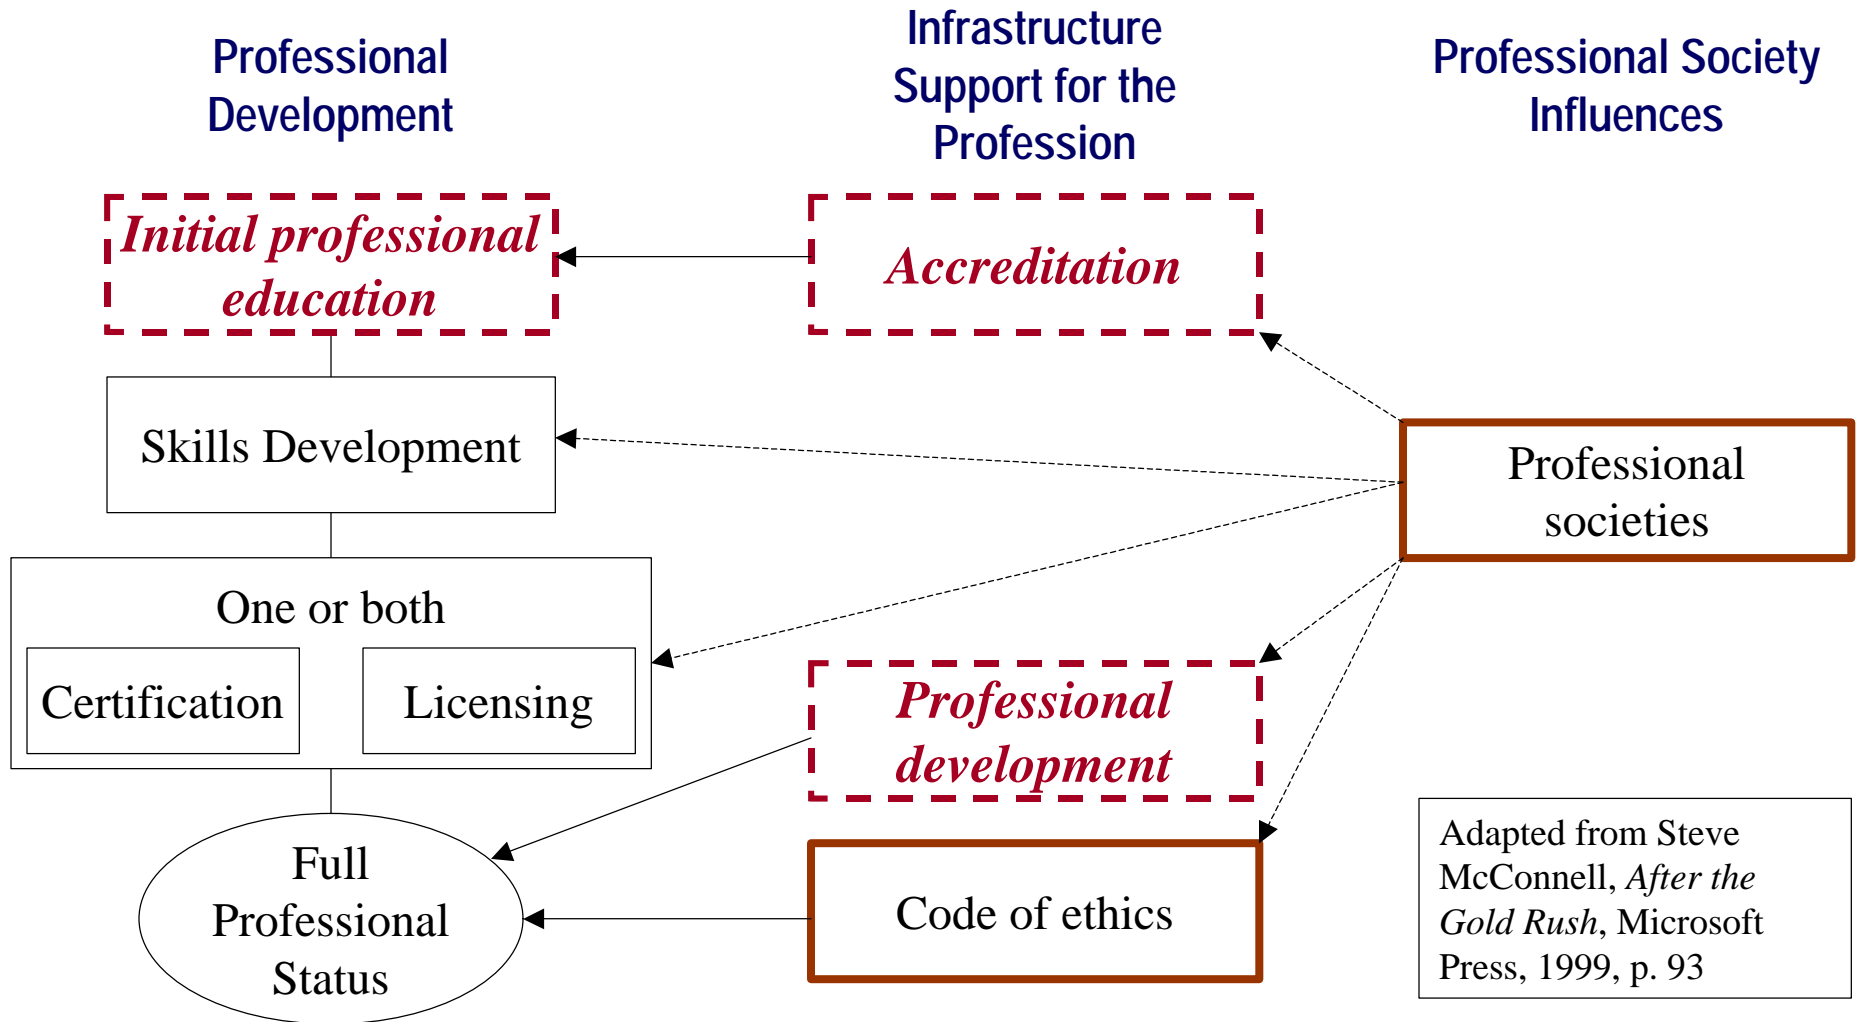 Professional
Development
Infrastructure
Support for the
Profession
Professional Society
Influences
Initial professional
education
Accreditation
Skills Development
Professional
societies
One or both
Certification
Licensing
Professional
development
Full
Professional
Status
Code of ethics
Adapted from Steve
McConnell, After the
Gold Rush, Microsoft
Press, 1999, p. 93